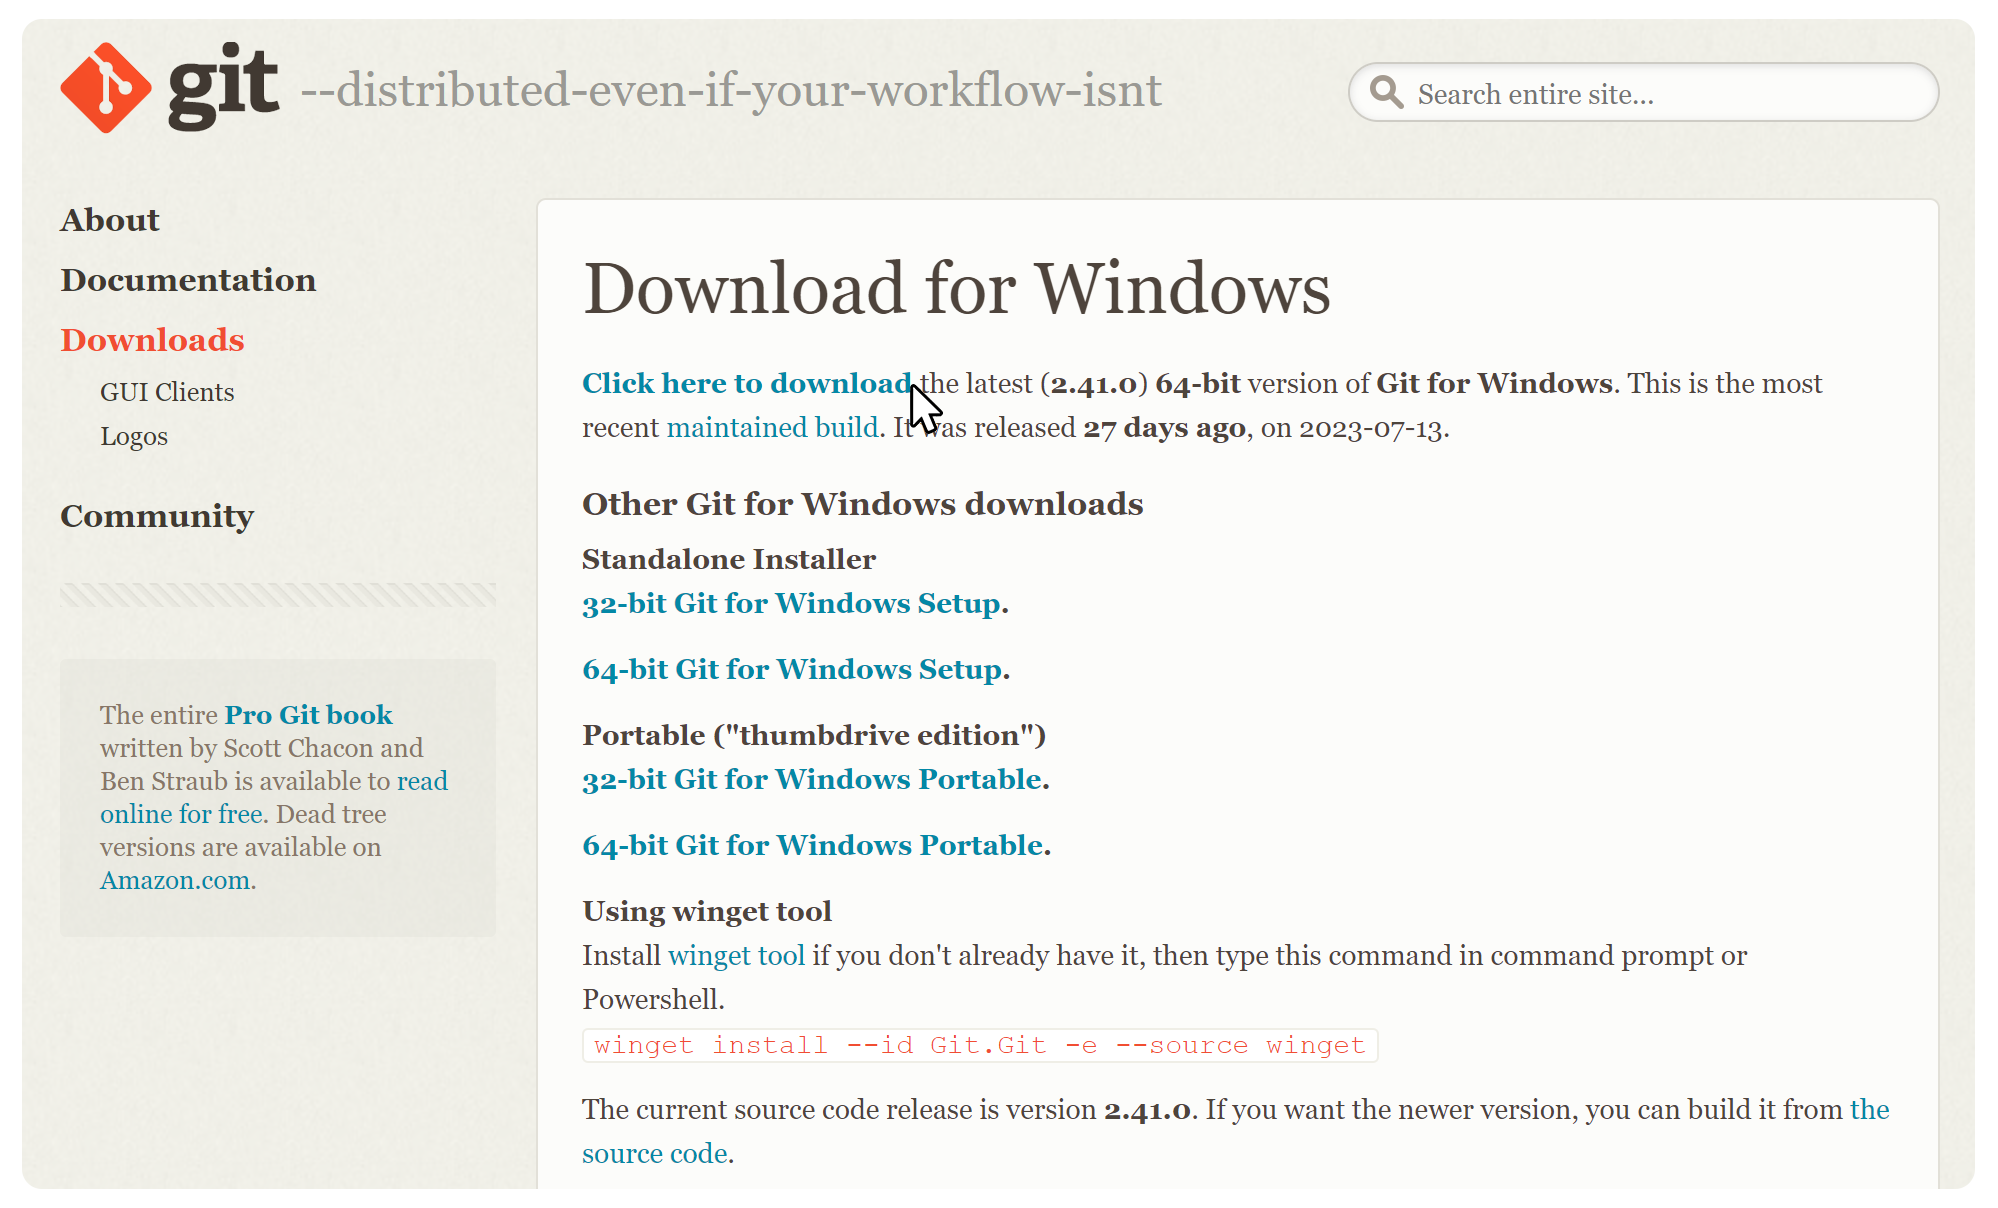 git --distributed-even-if-your-workflow-isnt
Search entire site...
About
Documentation
Downloads
GUI Clients
Logos
Community
The entire Pro Git book
written by Scott Chacon and
Ben Straub is available to read
online for free. Dead tree
versions are available on
Amazon.com.
Download for Windows
Click here to download the latest (2.41.0) 64-bit version of Git for Windows. This is the most
recent maintained build. It was released 27 days ago, on 2023-07-13.
Other Git for Windows downloads
Standalone Installer
32-bit Git for Windows Setup.
64-bit Git for Windows Setup.
Portable ("thumbdrive edition")
32-bit Git for Windows Portable.
64-bit Git for Windows Portable.
Using winget tool
Install winget tool if you don't already have it, then type this command in command prompt or
Powershell.
winget install --id Git.Git -e --source winget
The current source code release is version 2.41.0. If you want the newer version, you can build it from the
source code.